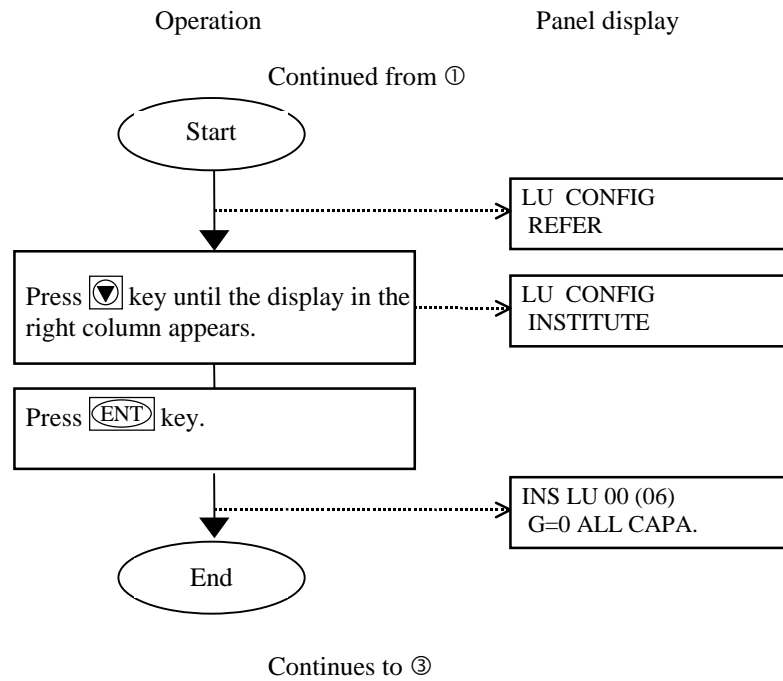 Operation Panel display
Continued from ①
Start
LU CONFIG
REFER
Press ▼ key until the display in the
right column appears.
LU CONFIG
INSTITUTE
Press ENT key.
INS LU 00 (06)
G=0 ALL CAPA.
End
Continues to ③